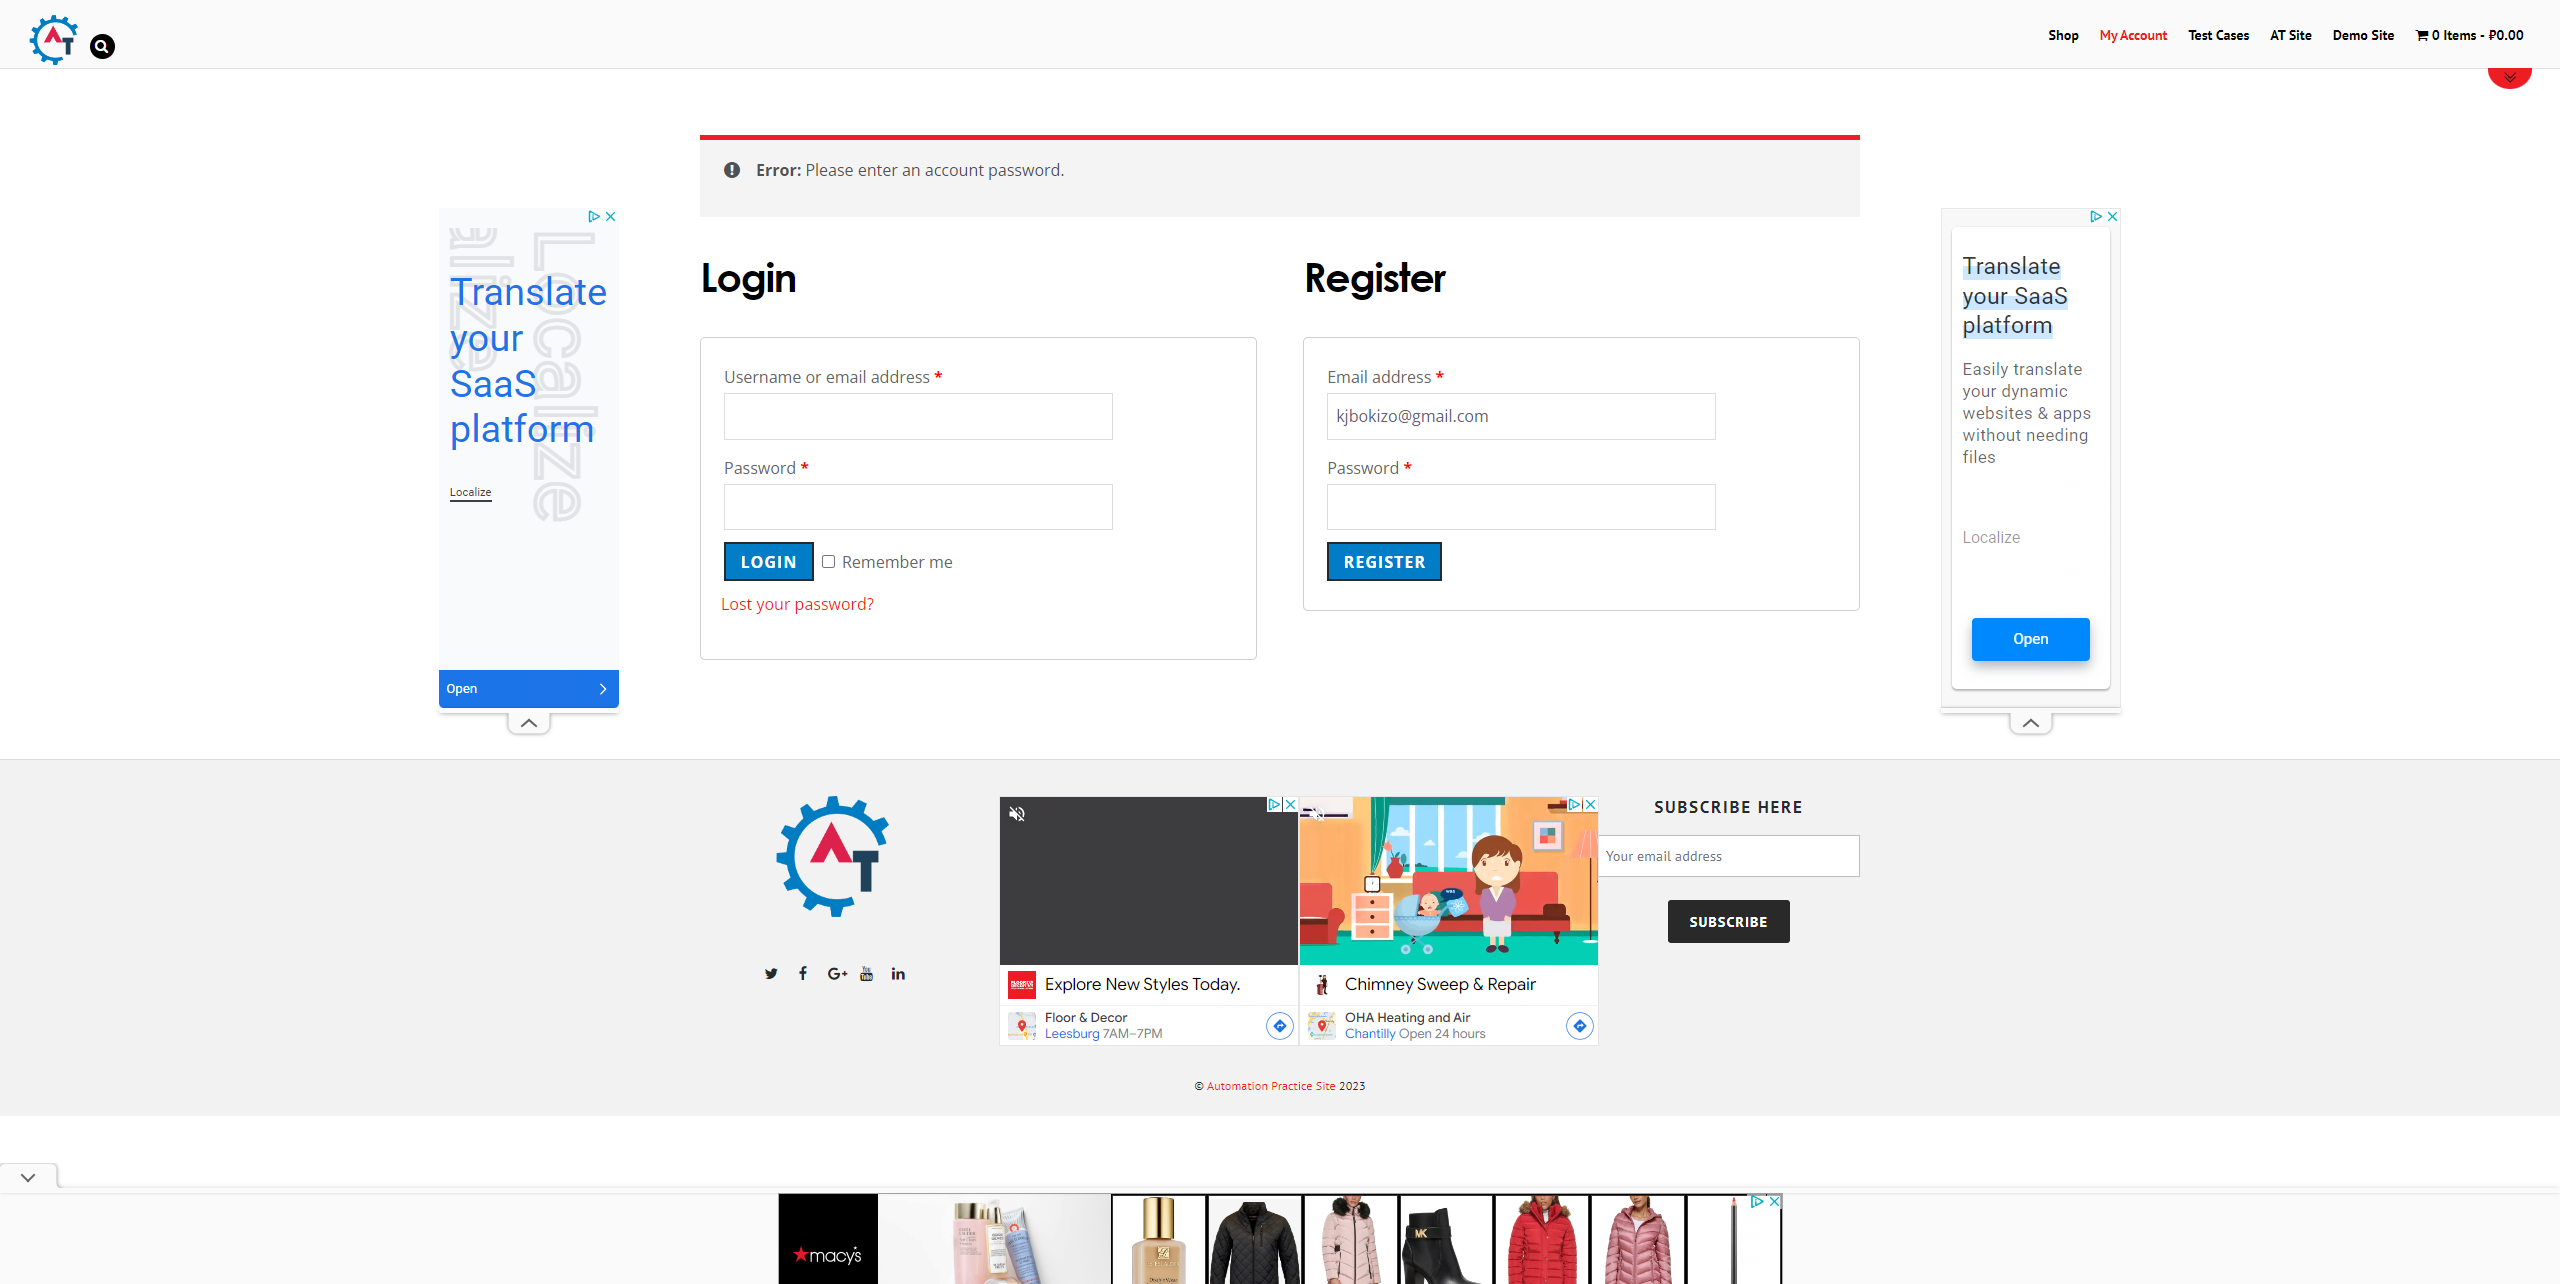 AT
Shop
My Account
Test Cases
AT Site
Demo Site
0 Items - ₽0.00
Error: Please enter an account password.
Localize
Translate
your
SaaS
platform
Localize
Open
Login
Username or email address *
Password *
LOGIN
Remember me
Lost your password?
Register
Email address *
kjbokizo@gmail.com
Password *
REGISTER
Translate
your SaaS
platform
Easily translate
your dynamic
websites & apps
without needing
files
Localize
Open
AT
Explore New Styles Today.
Floor & Decor
Leesburg 7AM–7PM
Chimney Sweep & Repair
OHA Heating and Air
Chantilly Open 24 hours
SUBSCRIBE HERE
Your email address
SUBSCRIBE
© Automation Practice Site 2023
macy's
MK